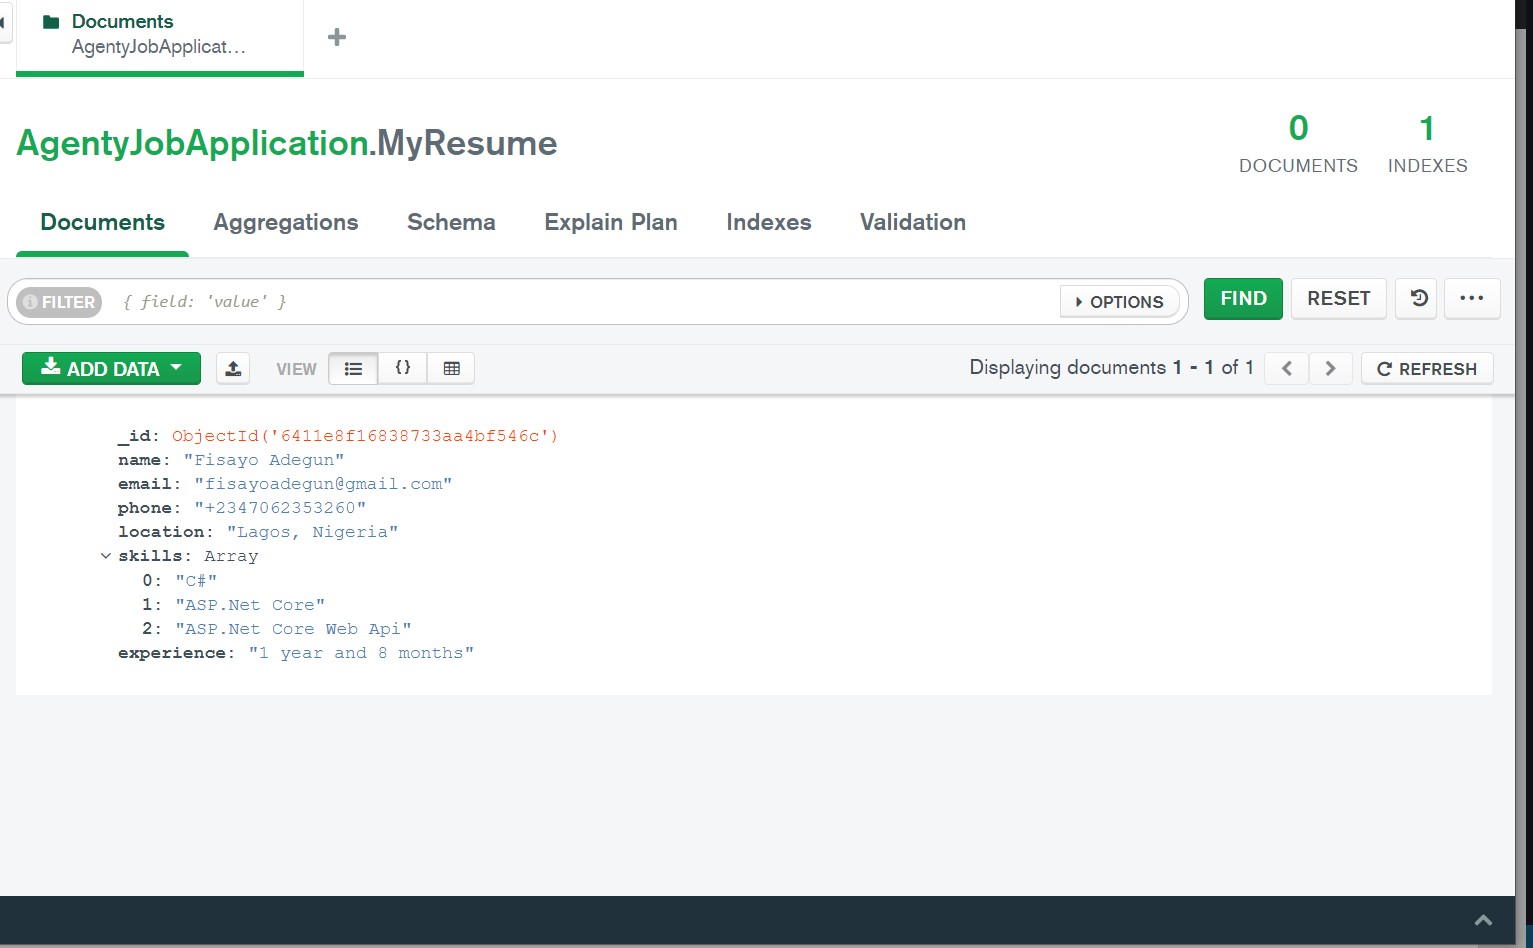 Documents
AgentyJobApplicat...
AgentyJobApplication.MyResume
0
DOCUMENTS
1
INDEXES
Documents Aggregations Schema Explain Plan Indexes Validation
FILTER { field: 'value' } OPTIONS FIND RESET
ADD DATA VIEW {} Displaying documents 1 - 1 of 1 REFRESH
_id: ObjectId('6411e8f16838733aa4bf546c')
name: "Fisayo Adegun"
email: "fisayoadegun@gmail.com"
phone: "+2347062353260"
location: "Lagos, Nigeria"
skills: Array
0: "C#"
1: "ASP.Net Core"
2: "ASP.Net Core Web Api"
experience: "1 year and 8 months"